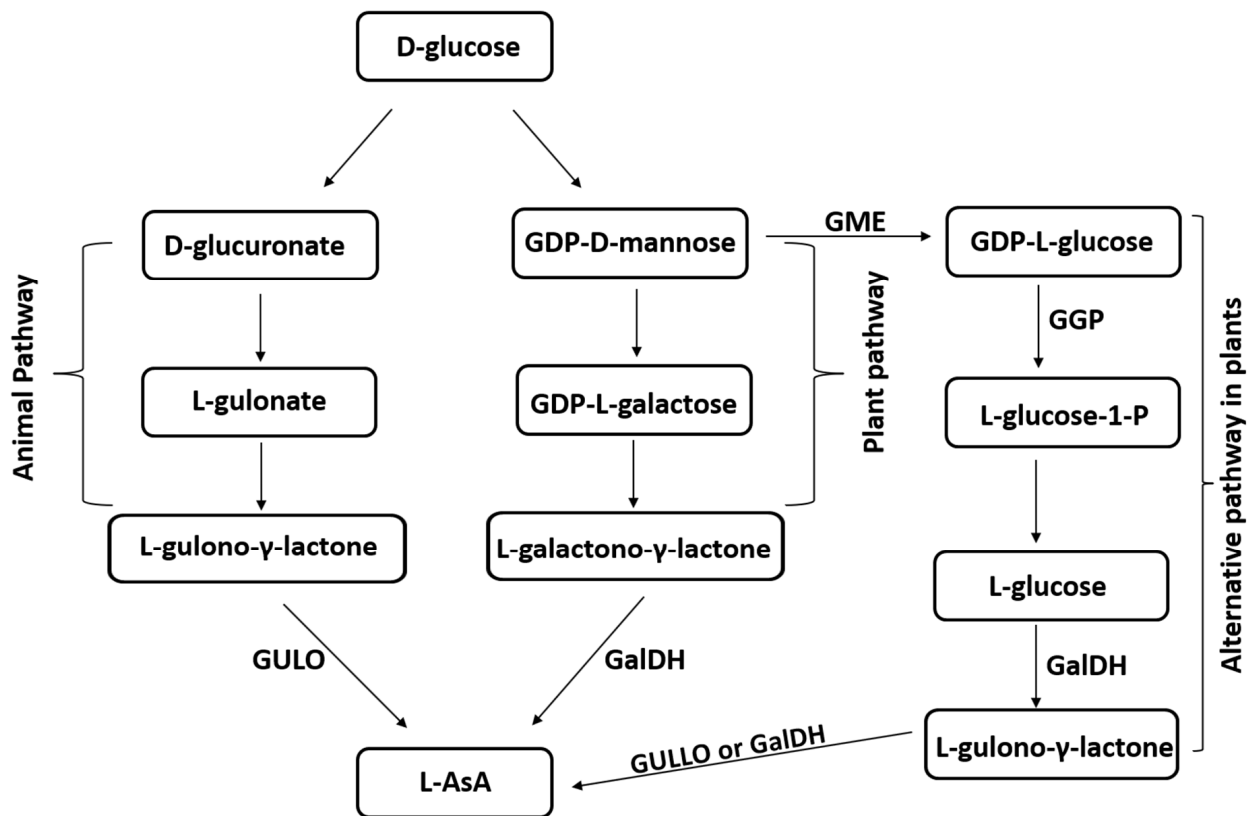 D-glucose
D-glucuronate
GDP-D-mannose
GME
GDP-L-glucose
Animal Pathway
Plant pathway
Alternative pathway in plants
GGP
L-gulonate
GDP-L-galactose
L-glucose-1-P
L-gulono-γ-lactone
L-galactono-γ-lactone
L-glucose
GULO
GalDH
GalDH
L-gulono-γ-lactone
GULLO or GalDH
L-AsA